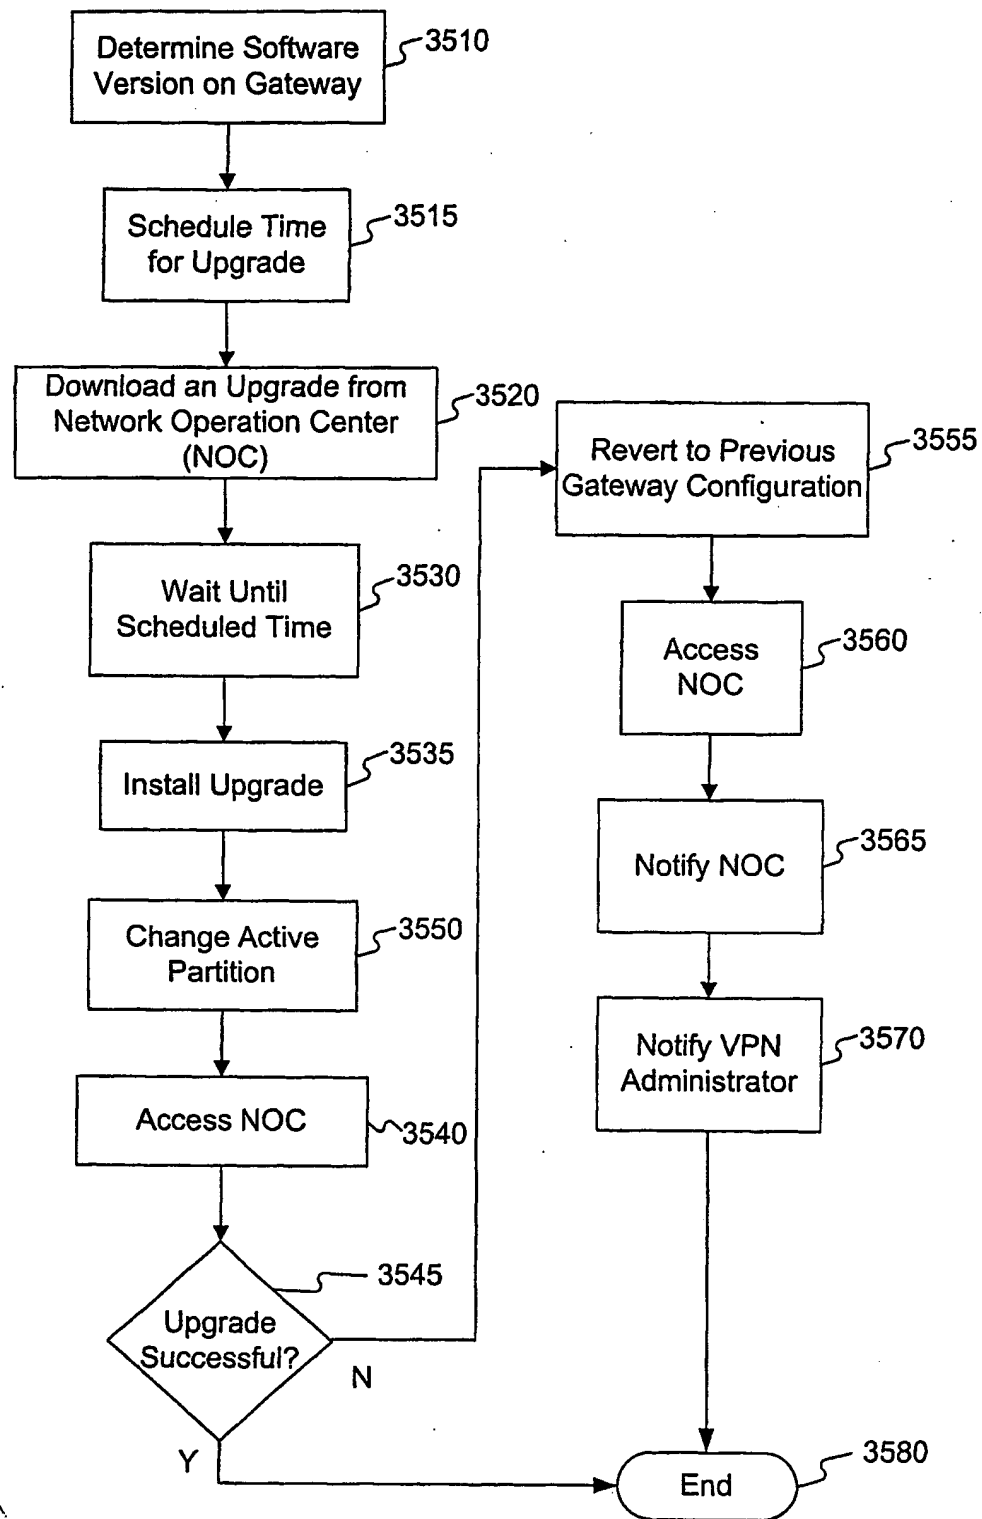 Determine Software
Version on Gateway
3510
Schedule Time
for Upgrade
3515
Download an Upgrade from
Network Operation Center
(NOC)
3520
Wait Until
Scheduled Time
3530
Install Upgrade
3535
Change Active
Partition
3550
Access NOC
3540
Upgrade
Successful?
3545
N
Y
Revert to Previous
Gateway Configuration
3555
Access
NOC
3560
Notify NOC
3565
Notify VPN
Administrator
3570
End
3580